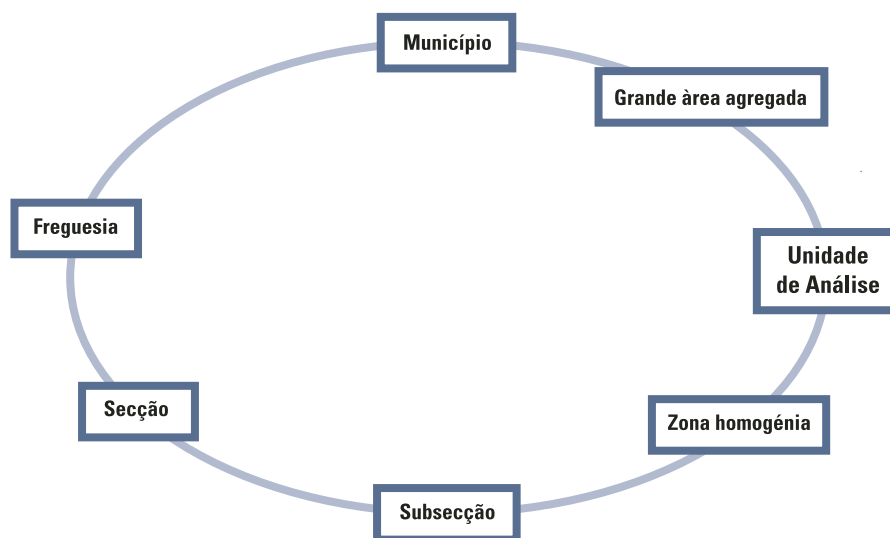 Município
Grande àrea agregada
Freguesia
Unidade
de Análise
Secção
Zona homogénia
Subsecção